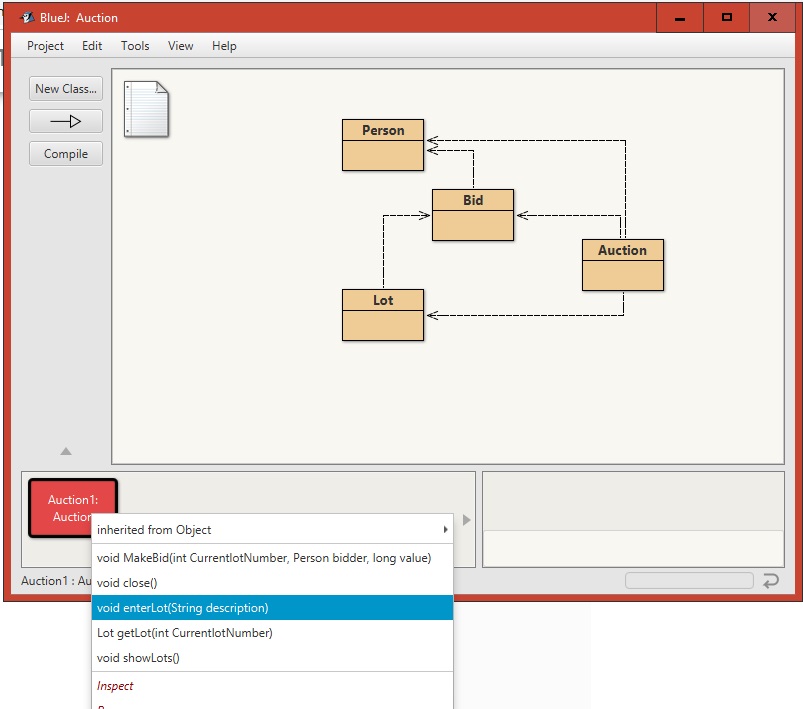 BlueJ: Auction
Project Edit Tools View Help
New Class...
Compile
Person
Bid
Auction
Lot
Auction1:
Auction
inherited from Object
void MakeBid(int CurrentlotNumber, Person bidder, long value)
void close()
void enterLot(String description)
Lot getLot(int CurrentlotNumber)
void showLots()
Inspect
Auction1 : Au